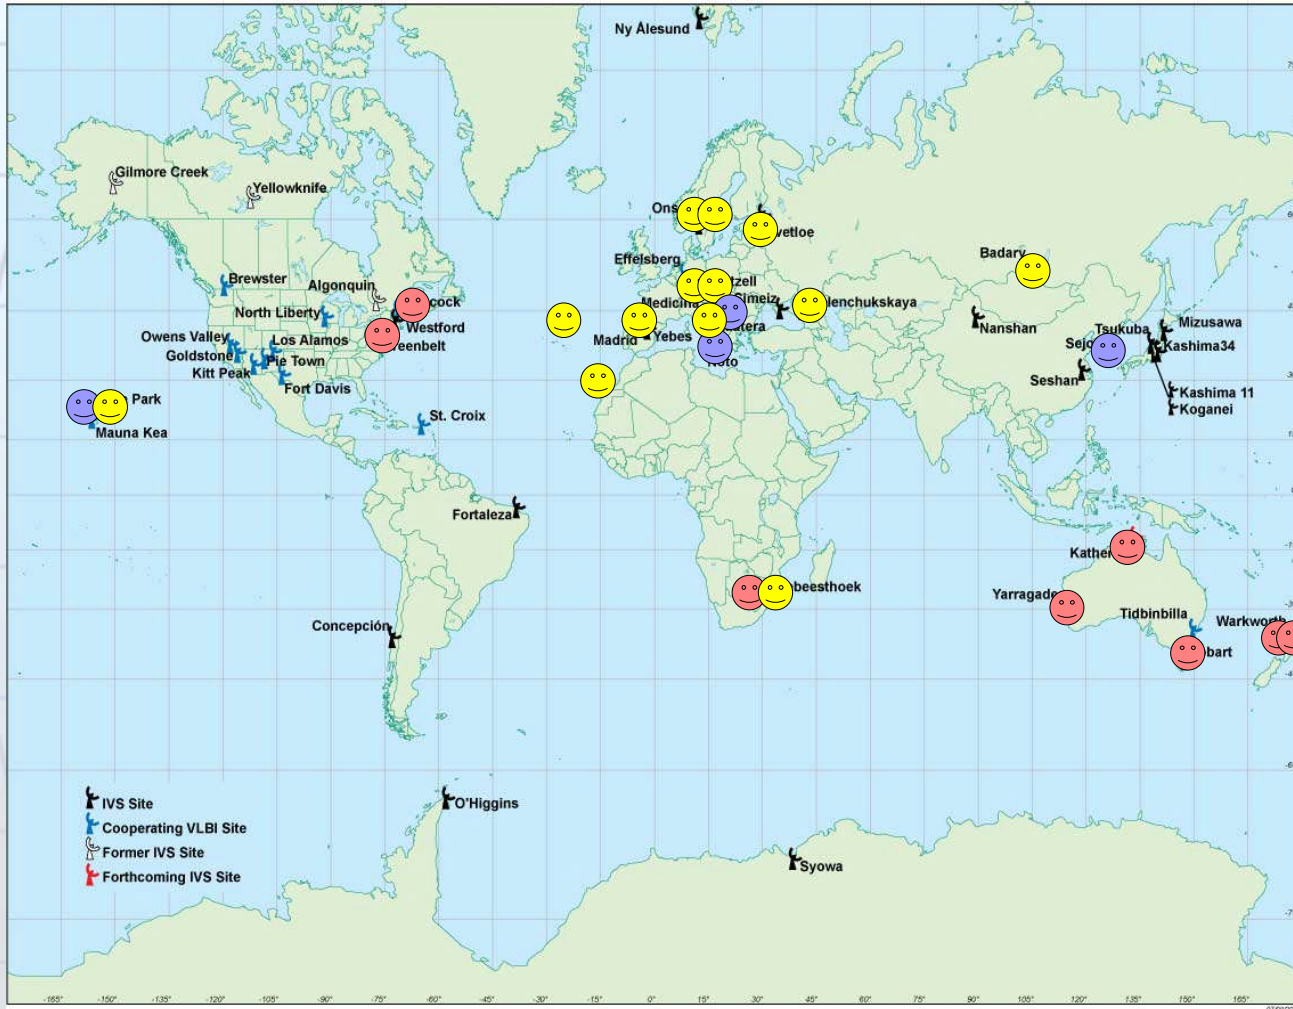 Ny Ålesund
Gilmore Creek
Yellowknife
Ons
vetloe
Effelsberg
Badary
Brewster
Algonquin
cock
tzell
Simeiz
Medicina
lenchukskaya
North Liberty
Westford
Nanshan
Tsukuba
Mizusawa
Owens Valley
Los Alamos
reenbelt
Madrid
Yebes
atera
Sejo
Kashima34
Goldstone
Pie Town
Noto
Kitt Peak
Fort Davis
Seshan
Kashima 11
Koganei
Park
Mauna Kea
St. Croix
Fortaleza
Kather
beesthoek
Yarragade
Tidbinbilla
Warkworth
Concepción
bart
IVS Site
Cooperating VLBI Site
Former IVS Site
Forthcoming IVS Site
O'Higgins
Syowa
-165° -150° -135° -120° -105° -90° -75° -60° -45° -30° -15° 0° 15° 30° 45° 60° 75° 90° 105° 120° 135° 150° 165°